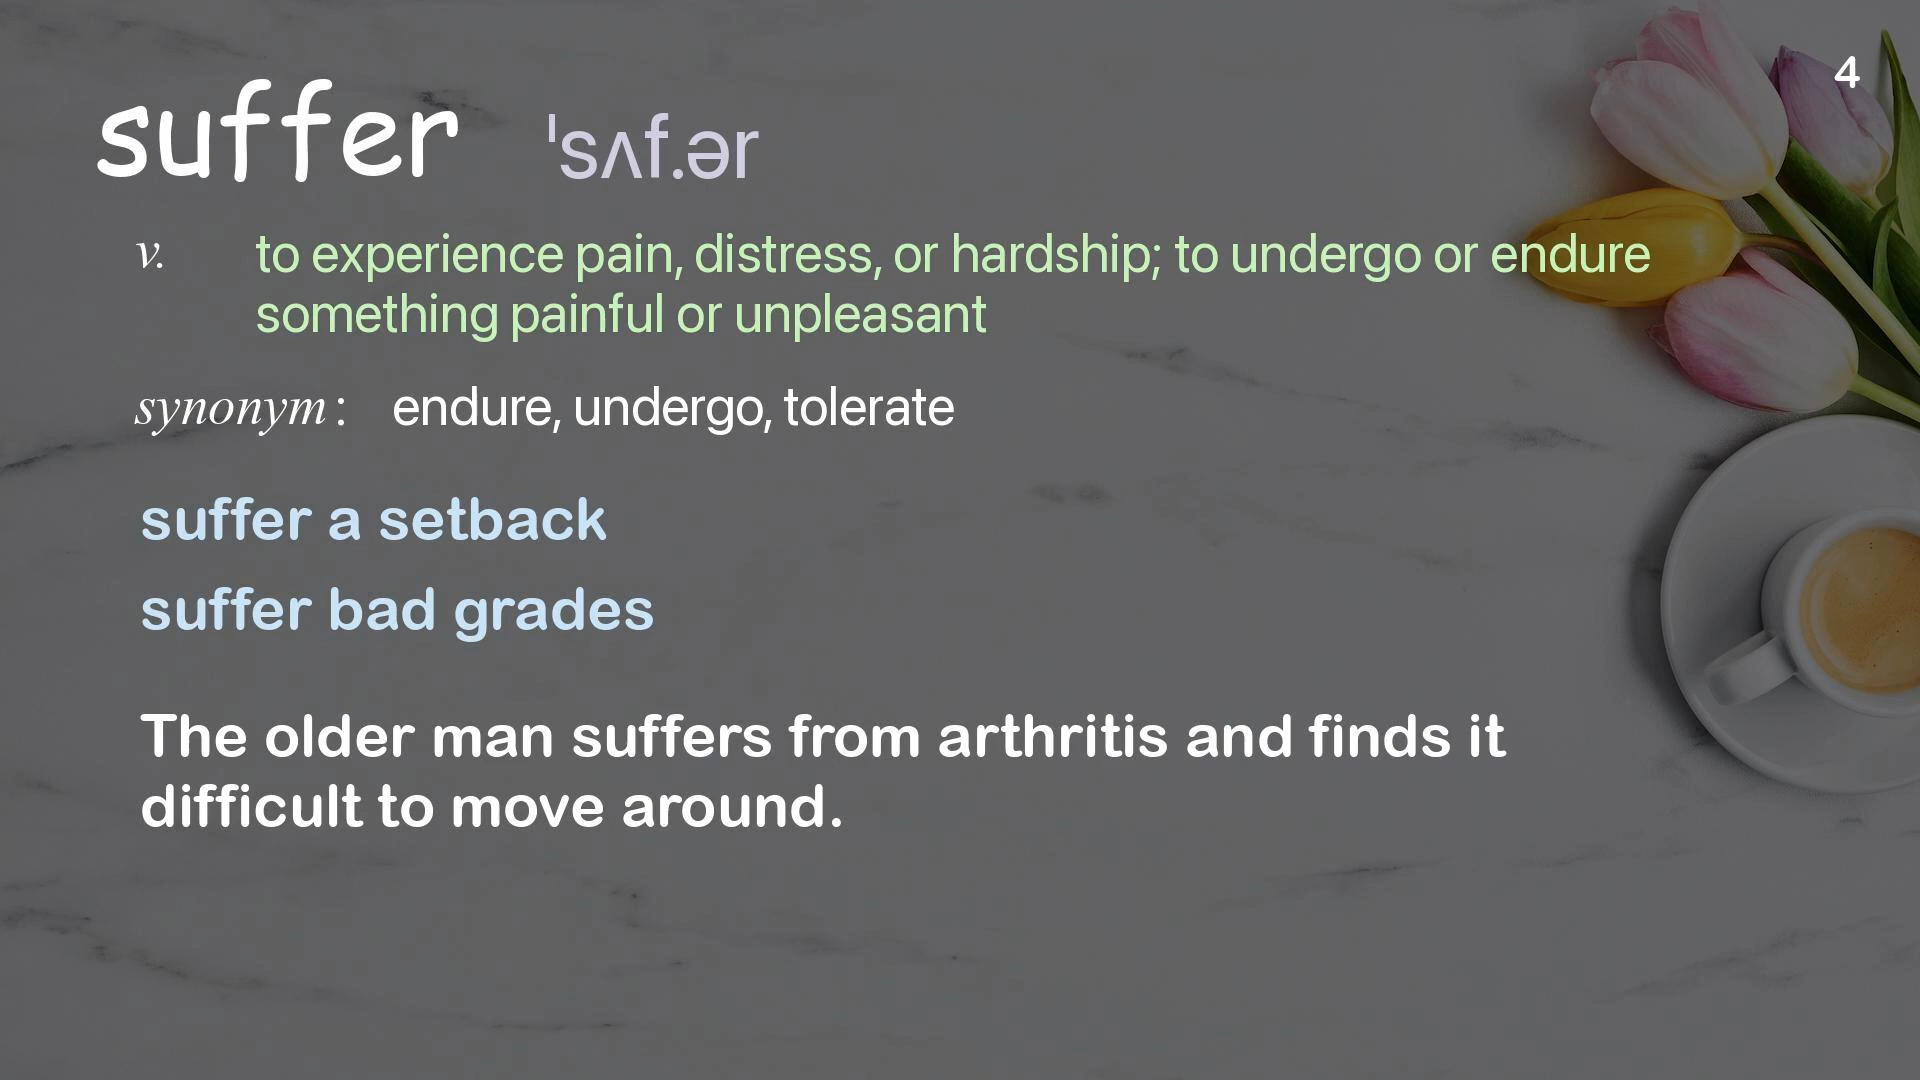 4
suffer ˈsʌf.ər
v. to experience pain, distress, or hardship; to undergo or endure
something painful or unpleasant
synonym : endure, undergo, tolerate
suffer a setback
suffer bad grades
The older man suffers from arthritis and finds it
difficult to move around.